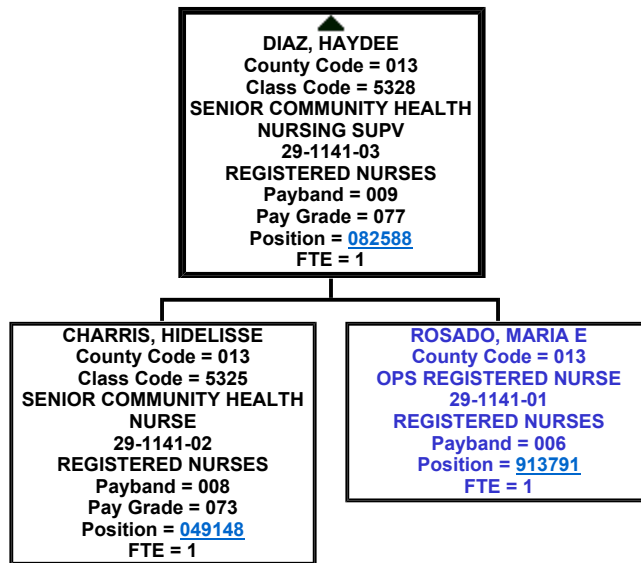 DIAZ, HAYDEE
County Code = 013
Class Code = 5328
SENIOR COMMUNITY HEALTH
NURSING SUPV
29-1141-03
REGISTERED NURSES
Payband = 009
Pay Grade = 077
Position = 082588
FTE = 1
CHARRIS, HIDELISSE
County Code = 013
Class Code = 5325
SENIOR COMMUNITY HEALTH
NURSE
29-1141-02
REGISTERED NURSES
Payband = 008
Pay Grade = 073
Position = 049148
FTE = 1
ROSADO, MARIA E
County Code = 013
OPS REGISTERED NURSE
29-1141-01
REGISTERED NURSES
Payband = 006
Position = 913791
FTE = 1